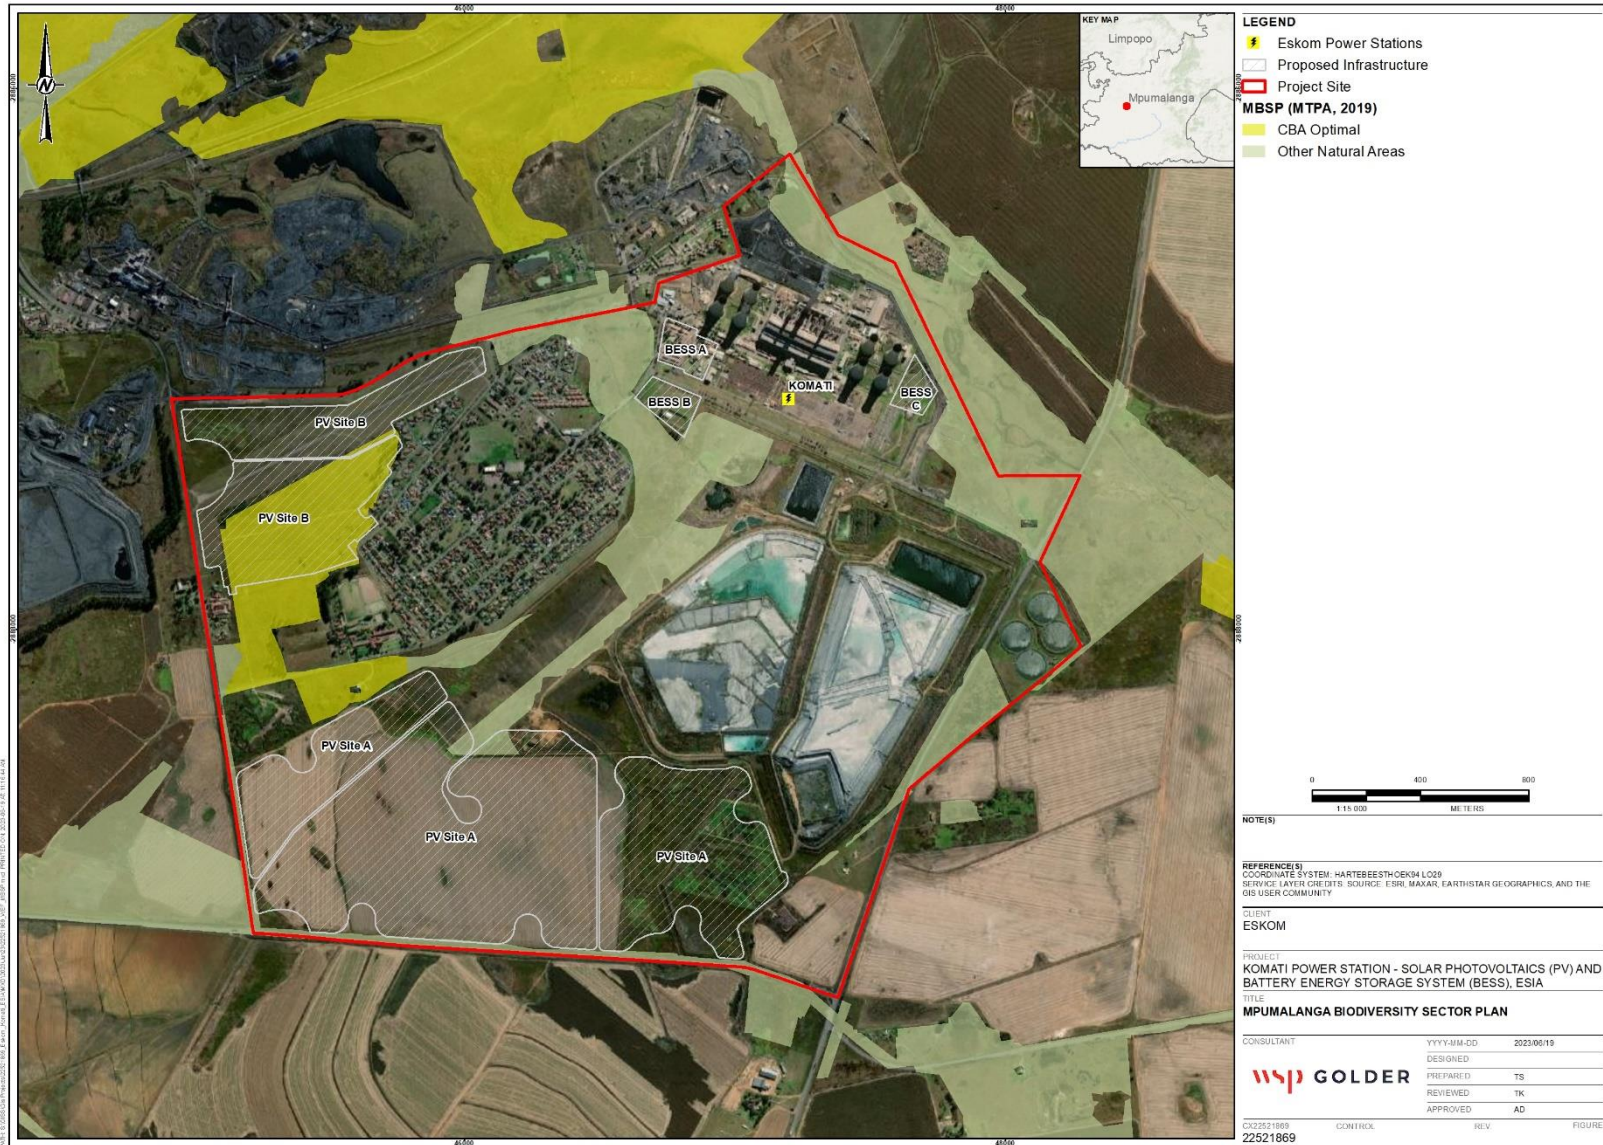 46000
48000
KEY MAP
Limpopo
Mpumalanga
BESS A
BESS B
KOMATI
BESS
C
PV Site B
PV Site B
PV Site A
PV Site A
PV Site A
N
46000
48000
LEGEND
Eskom Power Stations
Proposed Infrastructure
Project Site
MBSP (MTPA, 2019)
CBA Optimal
Other Natural Areas
0 400 800
1:15 000 METERS
NOTE(S)
REFERENCE(S)
COORDINATE SYSTEM: HARTEBEESTHOEK94 LO29
SERVICE LAYER CREDITS: SOURCE: ESRI, MAXAR, EARTHSTAR GEOGRAPHICS, AND THE
GIS USER COMMUNITY
CLIENT
ESKOM
PROJECT
KOMATI POWER STATION - SOLAR PHOTOVOLTAICS (PV) AND
BATTERY ENERGY STORAGE SYSTEM (BESS), ESIA
TITLE
MPUMALANGA BIODIVERSITY SECTOR PLAN
CONSULTANT
wsp GOLDER
YYYY-MM-DD 2023/06/19
DESIGNED
PREPARED TS
REVIEWED TK
APPROVED AD
CX22521869 CONTROL REV. FIGURE
22521869